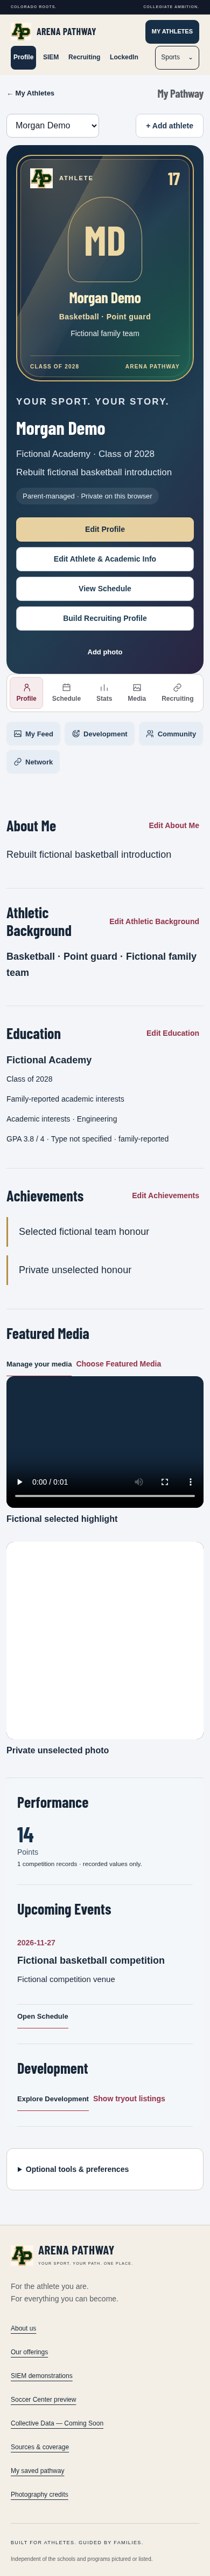 COLORADO ROOTS.
COLLEGIATE AMBITION.
AP
ARENA PATHWAY
MY ATHLETES
Profile
SIEM
Recruiting
LockedIn
Sports
← My Athletes
My Pathway
Morgan Demo
+ Add athlete
AP
ATHLETE
17
MD
Morgan Demo
Basketball · Point guard
Fictional family team
CLASS OF 2028
ARENA PATHWAY
YOUR SPORT. YOUR STORY.
Morgan Demo
Fictional Academy · Class of 2028
Rebuilt fictional basketball introduction
Parent-managed · Private on this browser
Edit Profile
Edit Athlete & Academic Info
View Schedule
Build Recruiting Profile
Add photo
Profile
Schedule
Stats
Media
Recruiting
My Feed
Development
Community
Network
About Me
Edit About Me
Rebuilt fictional basketball introduction
Athletic Background
Edit Athletic Background
Basketball · Point guard · Fictional family
team
Education
Edit Education
Fictional Academy
Class of 2028
Family-reported academic interests
Academic interests · Engineering
GPA 3.8 / 4 · Type not specified · family-reported
Achievements
Edit Achievements
Selected fictional team honour
Private unselected honour
Featured Media
Manage your media
Choose Featured Media
0:00 / 0:01
Fictional selected highlight
Private unselected photo
Performance
14
Points
1 competition records · recorded values only.
Upcoming Events
2026-11-27
Fictional basketball competition
Fictional competition venue
Open Schedule
Development
Explore Development
Show tryout listings
▶ Optional tools & preferences
AP
ARENA PATHWAY
YOUR SPORT. YOUR PATH. ONE PLACE.
For the athlete you are.
For everything you can become.
About us
Our offerings
SIEM demonstrations
Soccer Center preview
Collective Data — Coming Soon
Sources & coverage
My saved pathway
Photography credits
BUILT FOR ATHLETES. GUIDED BY FAMILIES.
Independent of the schools and programs pictured or listed.